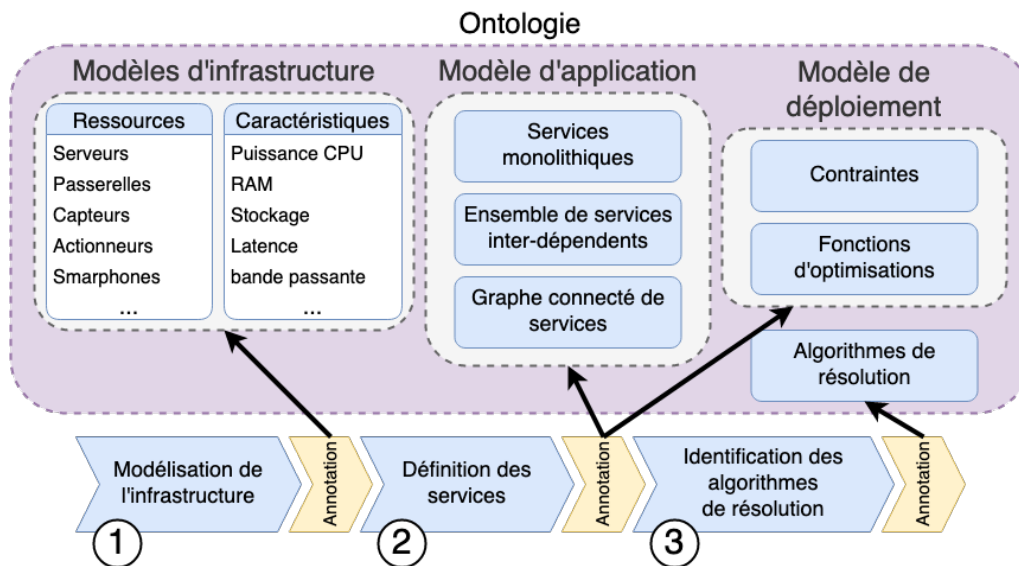 Ontologie
Modèles d'infrastructure
Ressources
Serveurs
Passerelles
Capteurs
Actionneurs
Smarphones
...
Caractéristiques
Puissance CPU
RAM
Stockage
Latence
bande passante
...
Modèle d'application
Services
monolithiques
Ensemble de services
inter-dépendents
Graphe connecté de
services
Modèle de
déploiement
Contraintes
Fonctions
d'optimisations
Algorithmes de
résolution
Modélisation de
l'infrastructure
1
Annotation
Définition des
services
2
Annotation
Identification des
algorithmes
de résolution
3
Annotation